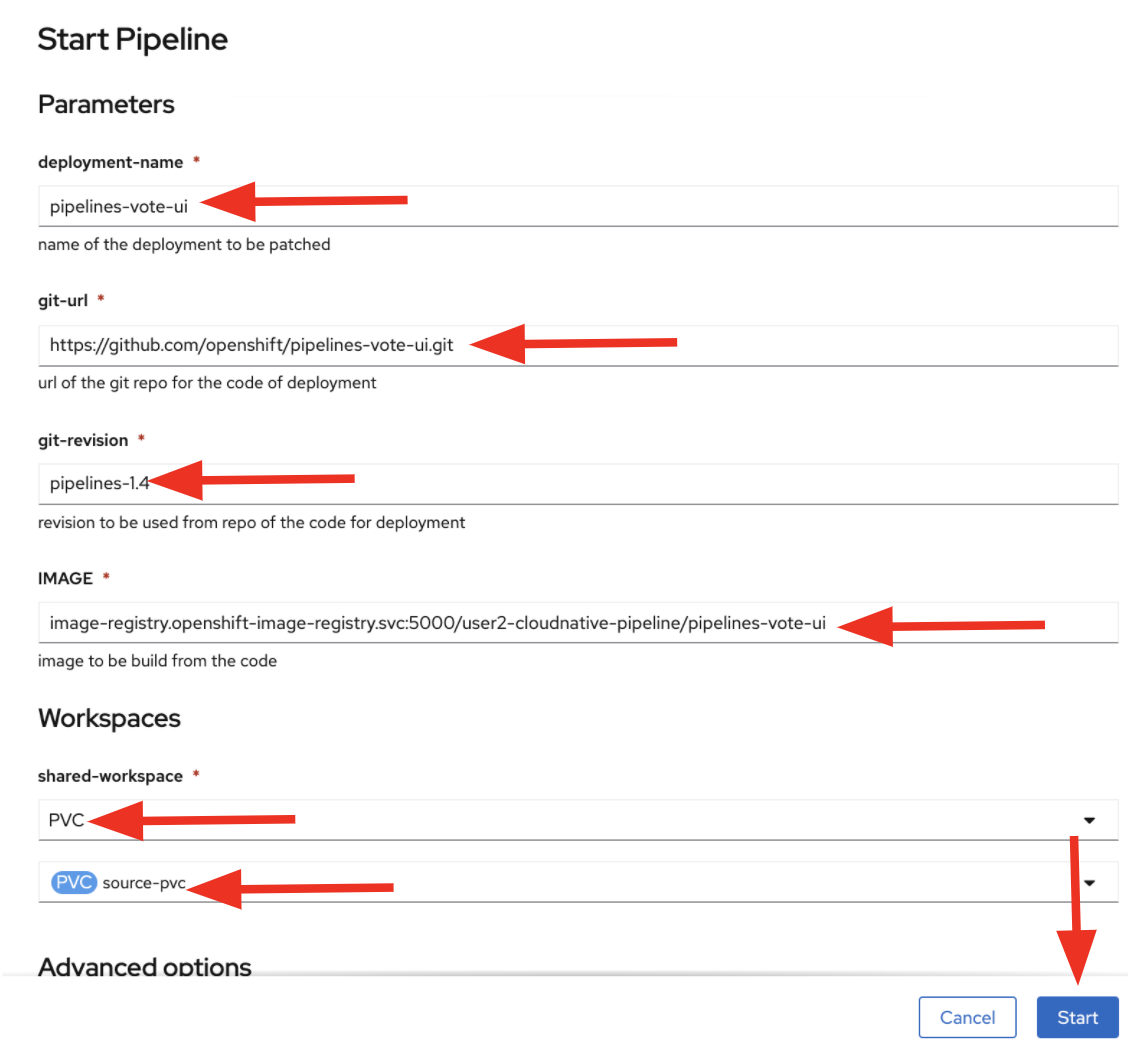 Start Pipeline
Parameters
deployment-name *
pipelines-vote-ui
name of the deployment to be patched
git-url *
https://github.com/openshift/pipelines-vote-ui.git
url of the git repo for the code of deployment
git-revision *
pipelines-1.4
revision to be used from repo of the code for deployment
IMAGE *
image-registry.openshift-image-registry.svc:5000/user2-cloudnative-pipeline/pipelines-vote-ui
image to be build from the code
Workspaces
shared-workspace *
PVC
PVC source-pvc
Advanced options
Cancel Start